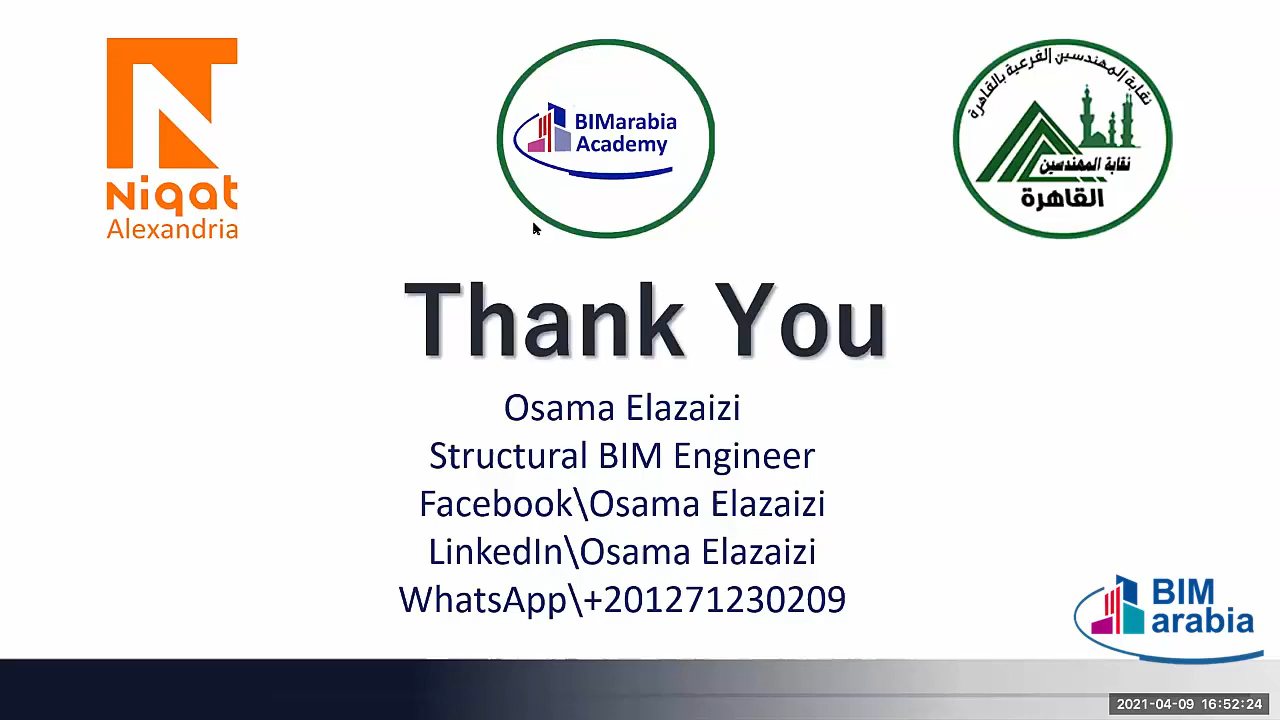 Niqat
Alexandria
BIMarabia
Academy
نقابة المهندسين الفرعية بالقاهرة
نقابة المهندسين
القاهرة
Thank You
Osama Elazaizi
Structural BIM Engineer
Facebook\Osama Elazaizi
LinkedIn\Osama Elazaizi
WhatsApp\+201271230209
BIM
arabia
2021-04-09 16:52:24